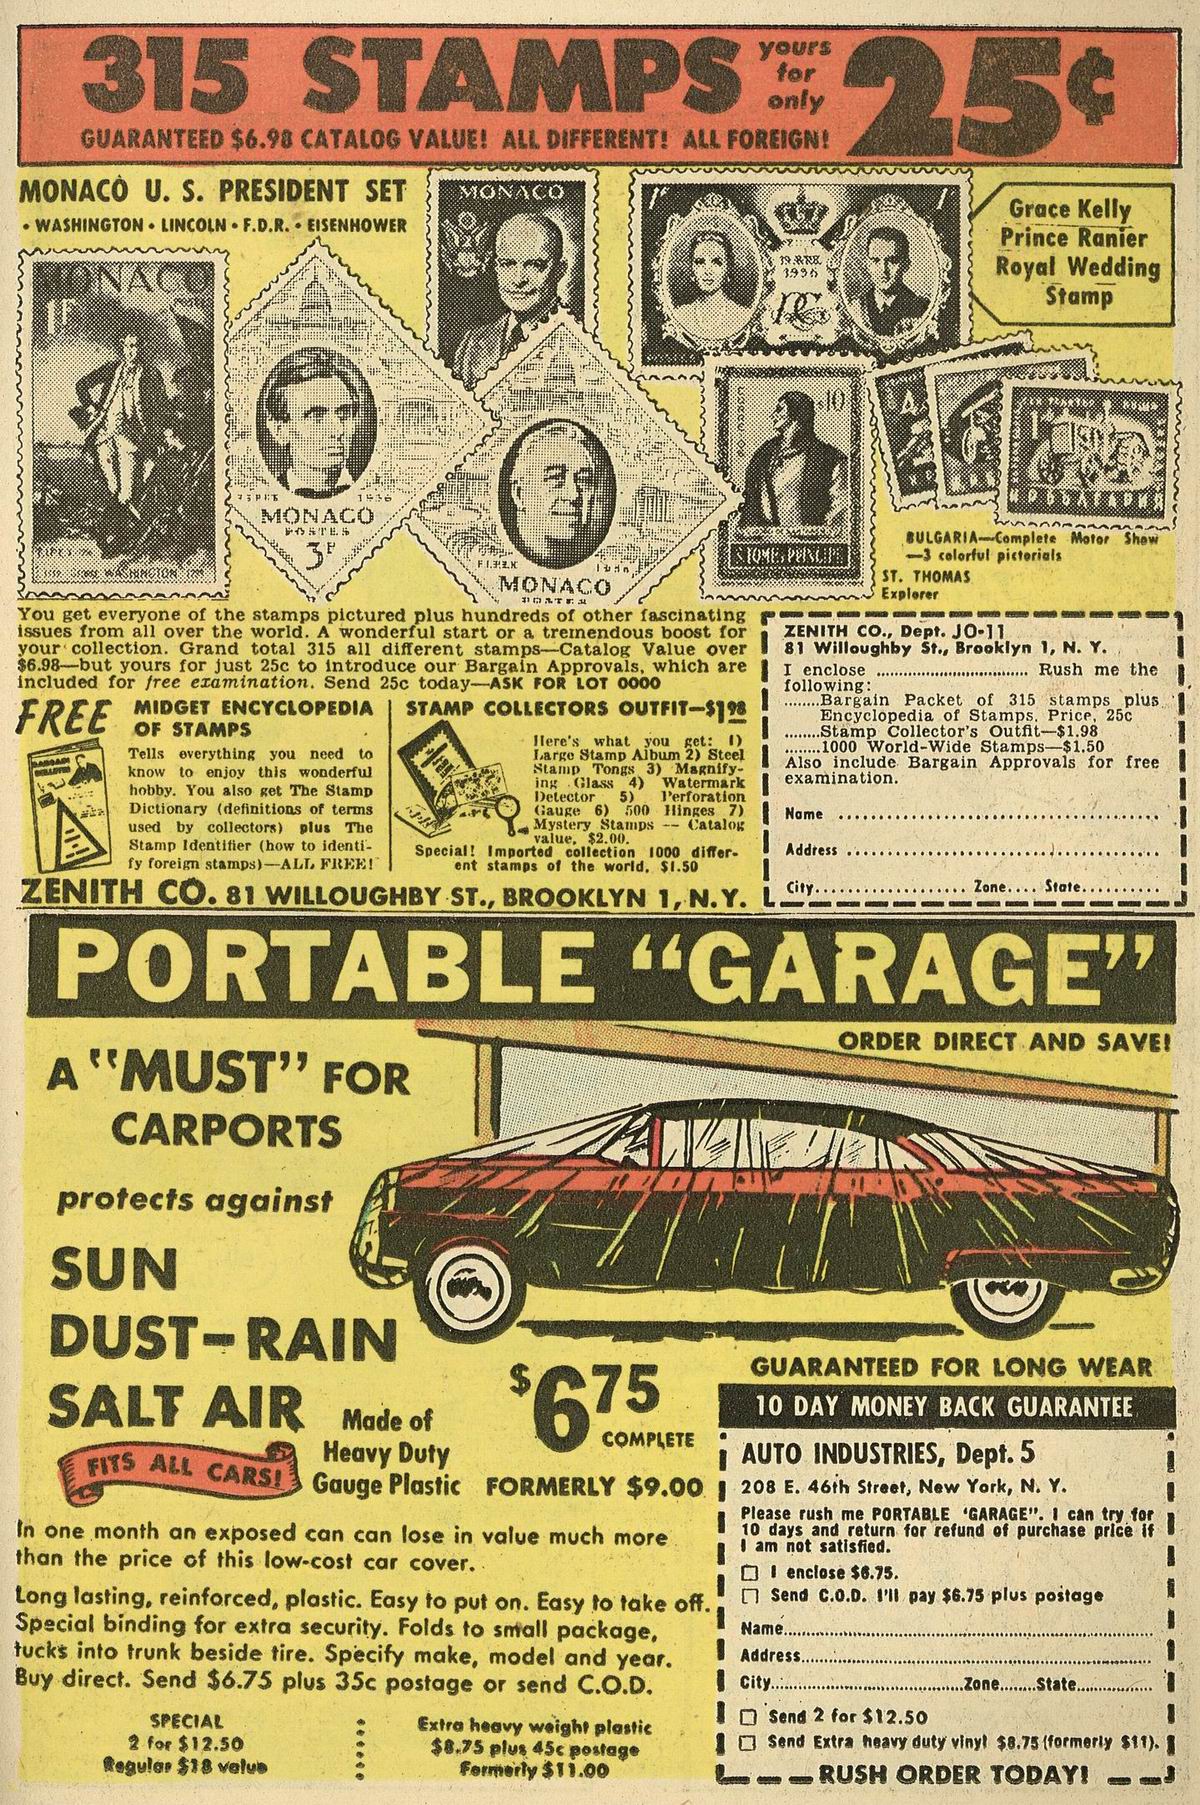 315 STAMPS yours for only 25¢
GUARANTEED $6.98 CATALOG VALUE! ALL DIFFERENT! ALL FOREIGN!
MONACO U. S. PRESIDENT SET
• WASHINGTON • LINCOLN • F.D.R. • EISENHOWER
MONACO
1F
WASHINGTON
1956
MONACO
POSTES
3F
MONACO
MONACO
POSTES
1F
1F
19 AVRIL
1956
Grace Kelly
Prince Ranier
Royal Wedding
Stamp
10
S.TOMÉ, PRINCIPE
BULGARIA—Complete Motor Show
—3 colorful pictorials
ST. THOMAS
Explorer
You get everyone of the stamps pictured plus hundreds of other fascinating
issues from all over the world. A wonderful start or a tremendous boost for
your collection. Grand total 315 all different stamps—Catalog Value over
$6.98—but yours for just 25c to introduce our Bargain Approvals, which are
included for free examination. Send 25c today—ASK FOR LOT OOOO
FREE MIDGET ENCYCLOPEDIA
OF STAMPS
Tells everything you need to
know to enjoy this wonderful
hobby. You also get The Stamp
Dictionary (definitions of terms
used by collectors) plus The
Stamp Identifier (how to identi-
fy foreign stamps)—ALL FREE!
STAMP COLLECTORS OUTFIT—$1.98
Here's what you get: 1)
Large Stamp Album 2) Steel
Stamp Tongs 3) Magnify-
ing Glass 4) Watermark
Detector 5) Perforation
Gauge 6) 500 Hinges 7)
Mystery Stamps -- Catalog
value, $2.00.
Special! Imported collection 1000 differ-
ent stamps of the world, $1.50
ZENITH CO. 81 WILLOUGHBY ST., BROOKLYN 1, N.Y.
ZENITH CO., Dept. JO-11
81 Willoughby St., Brooklyn 1, N. Y.
I enclose .................................. Rush me the
following:
........Bargain Packet of 315 stamps plus
Encyclopedia of Stamps. Price, 25c
........Stamp Collector's Outfit—$1.98
........1000 World-Wide Stamps—$1.50
Also include Bargain Approvals for free
examination.
Name ..................................................
Address ..............................................
City.................... Zone.... State..........
PORTABLE “GARAGE”
ORDER DIRECT AND SAVE!
A “MUST” FOR
CARPORTS
protects against
SUN
DUST–RAIN
SALT AIR
FITS ALL CARS!
Made of
Heavy Duty
Gauge Plastic
$6.75
COMPLETE
FORMERLY $9.00
In one month an exposed can can lose in value much more
than the price of this low-cost car cover.
Long lasting, reinforced, plastic. Easy to put on. Easy to take off.
Special binding for extra security. Folds to small package,
tucks into trunk beside tire. Specify make, model and year.
Buy direct. Send $6.75 plus 35c postage or send C.O.D.
SPECIAL
2 for $12.50
Regular $18 value
Extra heavy weight plastic
$8.75 plus 45c postage
Formerly $11.00
GUARANTEED FOR LONG WEAR
10 DAY MONEY BACK GUARANTEE
AUTO INDUSTRIES, Dept. 5
208 E. 46th Street, New York, N. Y.
Please rush me PORTABLE 'GARAGE". I can try for
10 days and return for refund of purchase price if
I am not satisfied.
I enclose $6.75.
Send C.O.D. I'll pay $6.75 plus postage
Name..................................................
Address..............................................
City....................Zone.......State..............
Send 2 for $12.50
Send Extra heavy duty vinyl $8.75 (formerly $11).
RUSH ORDER TODAY!